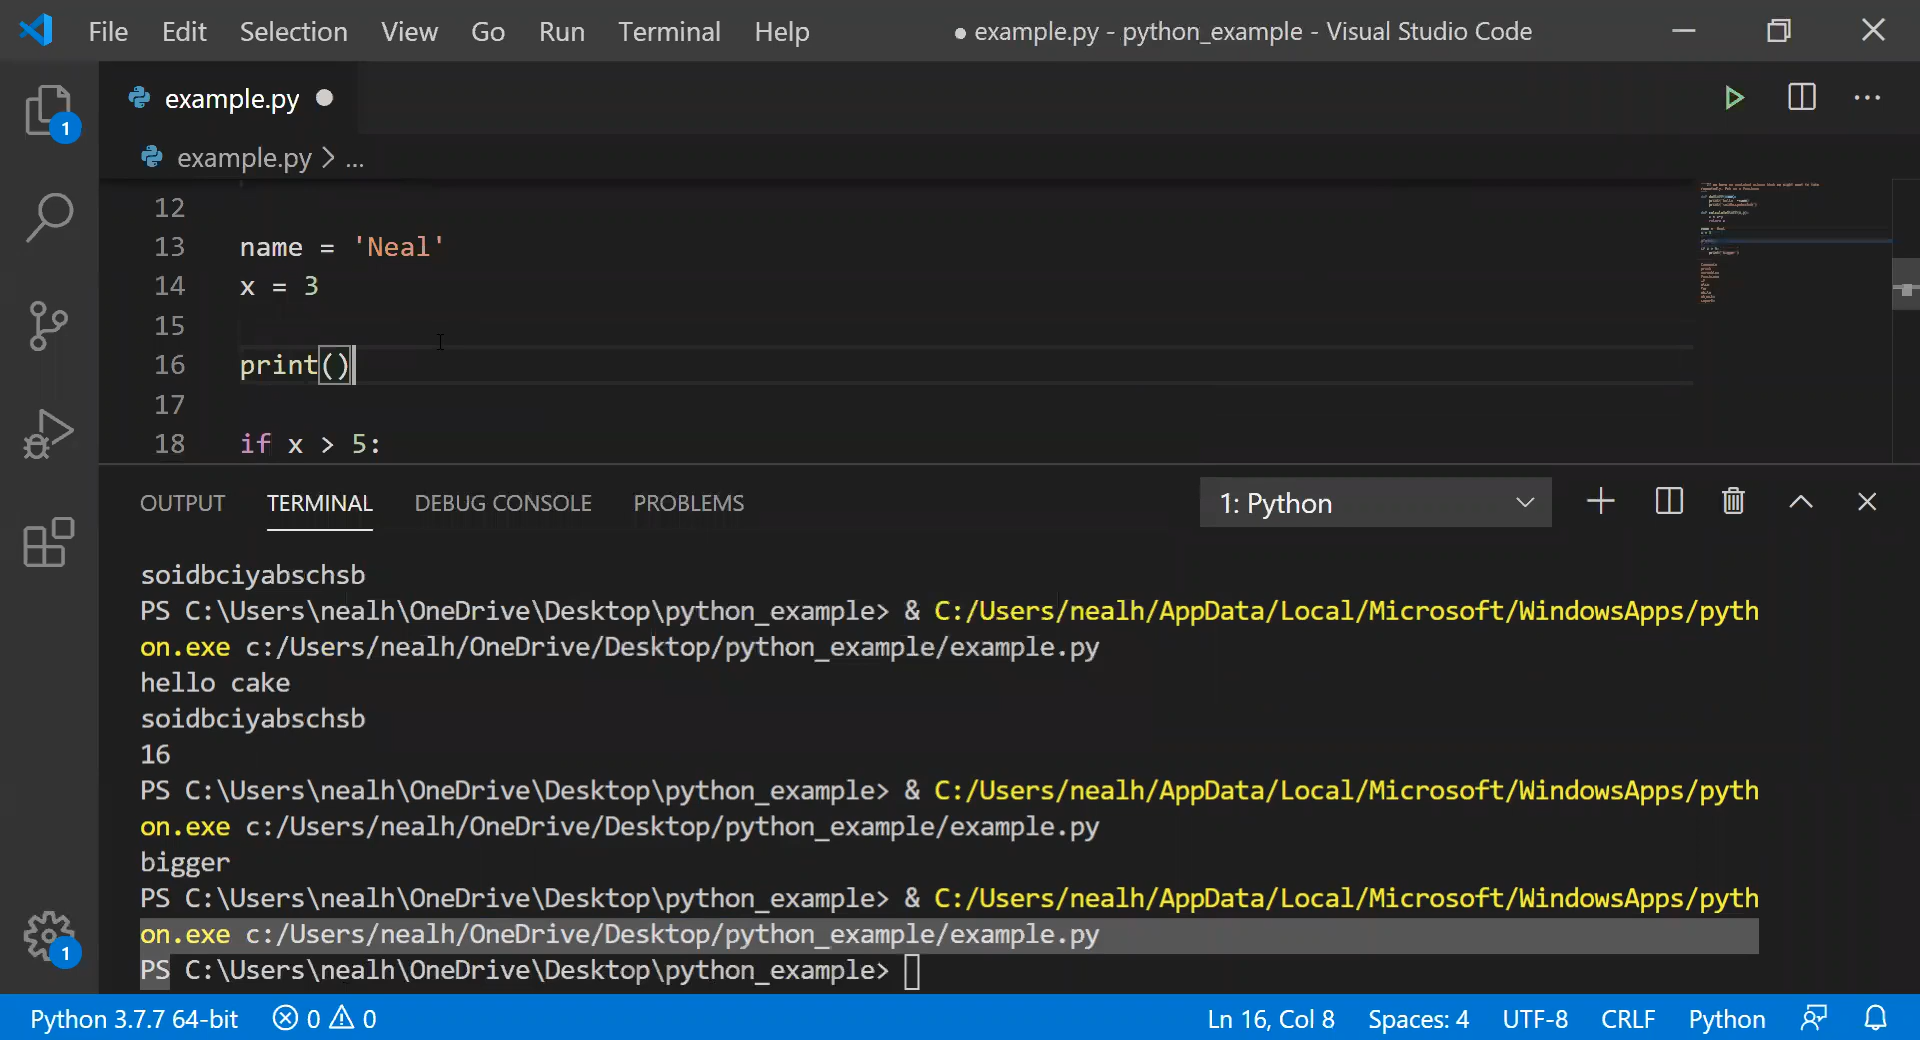 File Edit Selection View Go Run Terminal Help ● example.py - python_example - Visual Studio Code
example.py ●
1
example.py > ...
12
13 name = 'Neal'
14 x = 3
15
16 print()
17
18 if x > 5:
OUTPUT TERMINAL DEBUG CONSOLE PROBLEMS 1: Python
soidbciyabschsb
PS C:\Users\nealh\OneDrive\Desktop\python_example> & C:/Users/nealh/AppData/Local/Microsoft/WindowsApps/pyth
on.exe c:/Users/nealh/OneDrive/Desktop/python_example/example.py
hello cake
soidbciyabschsb
16
PS C:\Users\nealh\OneDrive\Desktop\python_example> & C:/Users/nealh/AppData/Local/Microsoft/WindowsApps/pyth
on.exe c:/Users/nealh/OneDrive/Desktop/python_example/example.py
bigger
PS C:\Users\nealh\OneDrive\Desktop\python_example> & C:/Users/nealh/AppData/Local/Microsoft/WindowsApps/pyth
on.exe c:/Users/nealh/OneDrive/Desktop/python_example/example.py
PS C:\Users\nealh\OneDrive\Desktop\python_example>
1
Python 3.7.7 64-bit 0 0 Ln 16, Col 8 Spaces: 4 UTF-8 CRLF Python